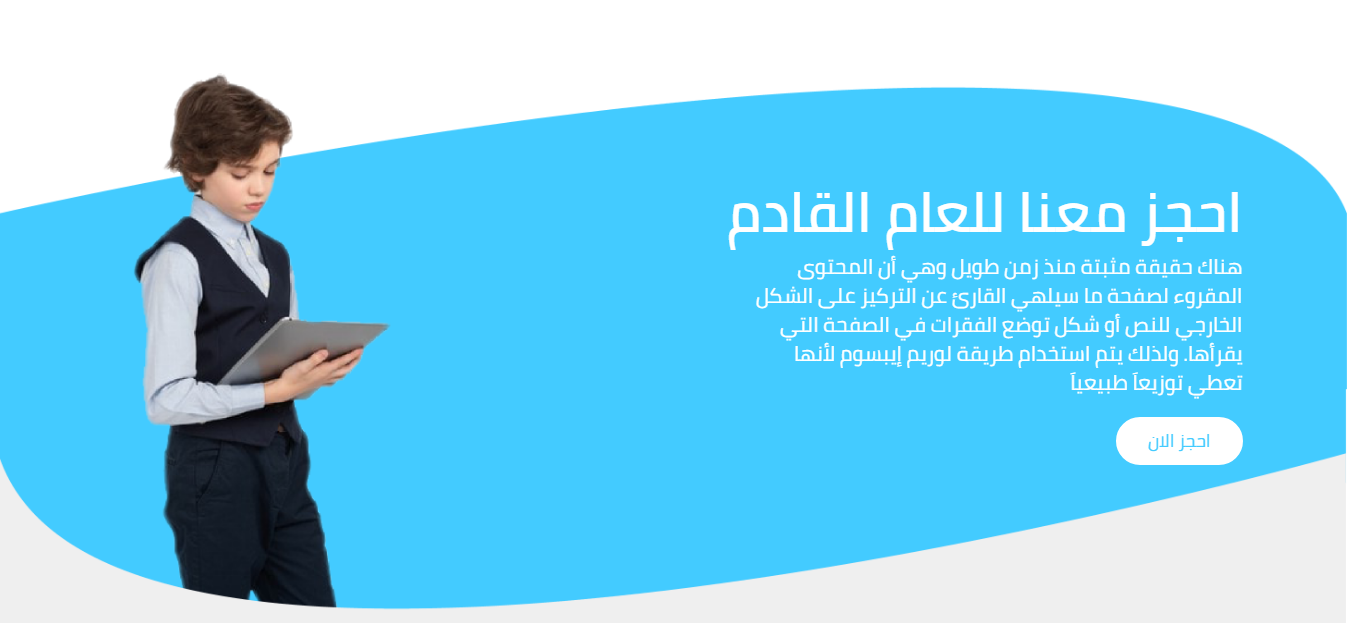 احجز معنا للعام القادم
هناك حقيقة مثبتة منذ زمن طويل وهي أن المحتوى
المقروء لصفحة ما سيلهي القارئ عن التركيز على الشكل
الخارجي للنص أو شكل توضع الفقرات في الصفحة التي
يقرأها. ولذلك يتم استخدام طريقة لوريم إيبسوم لأنها
تعطي توزيعاَ طبيعياَ
احجز الان